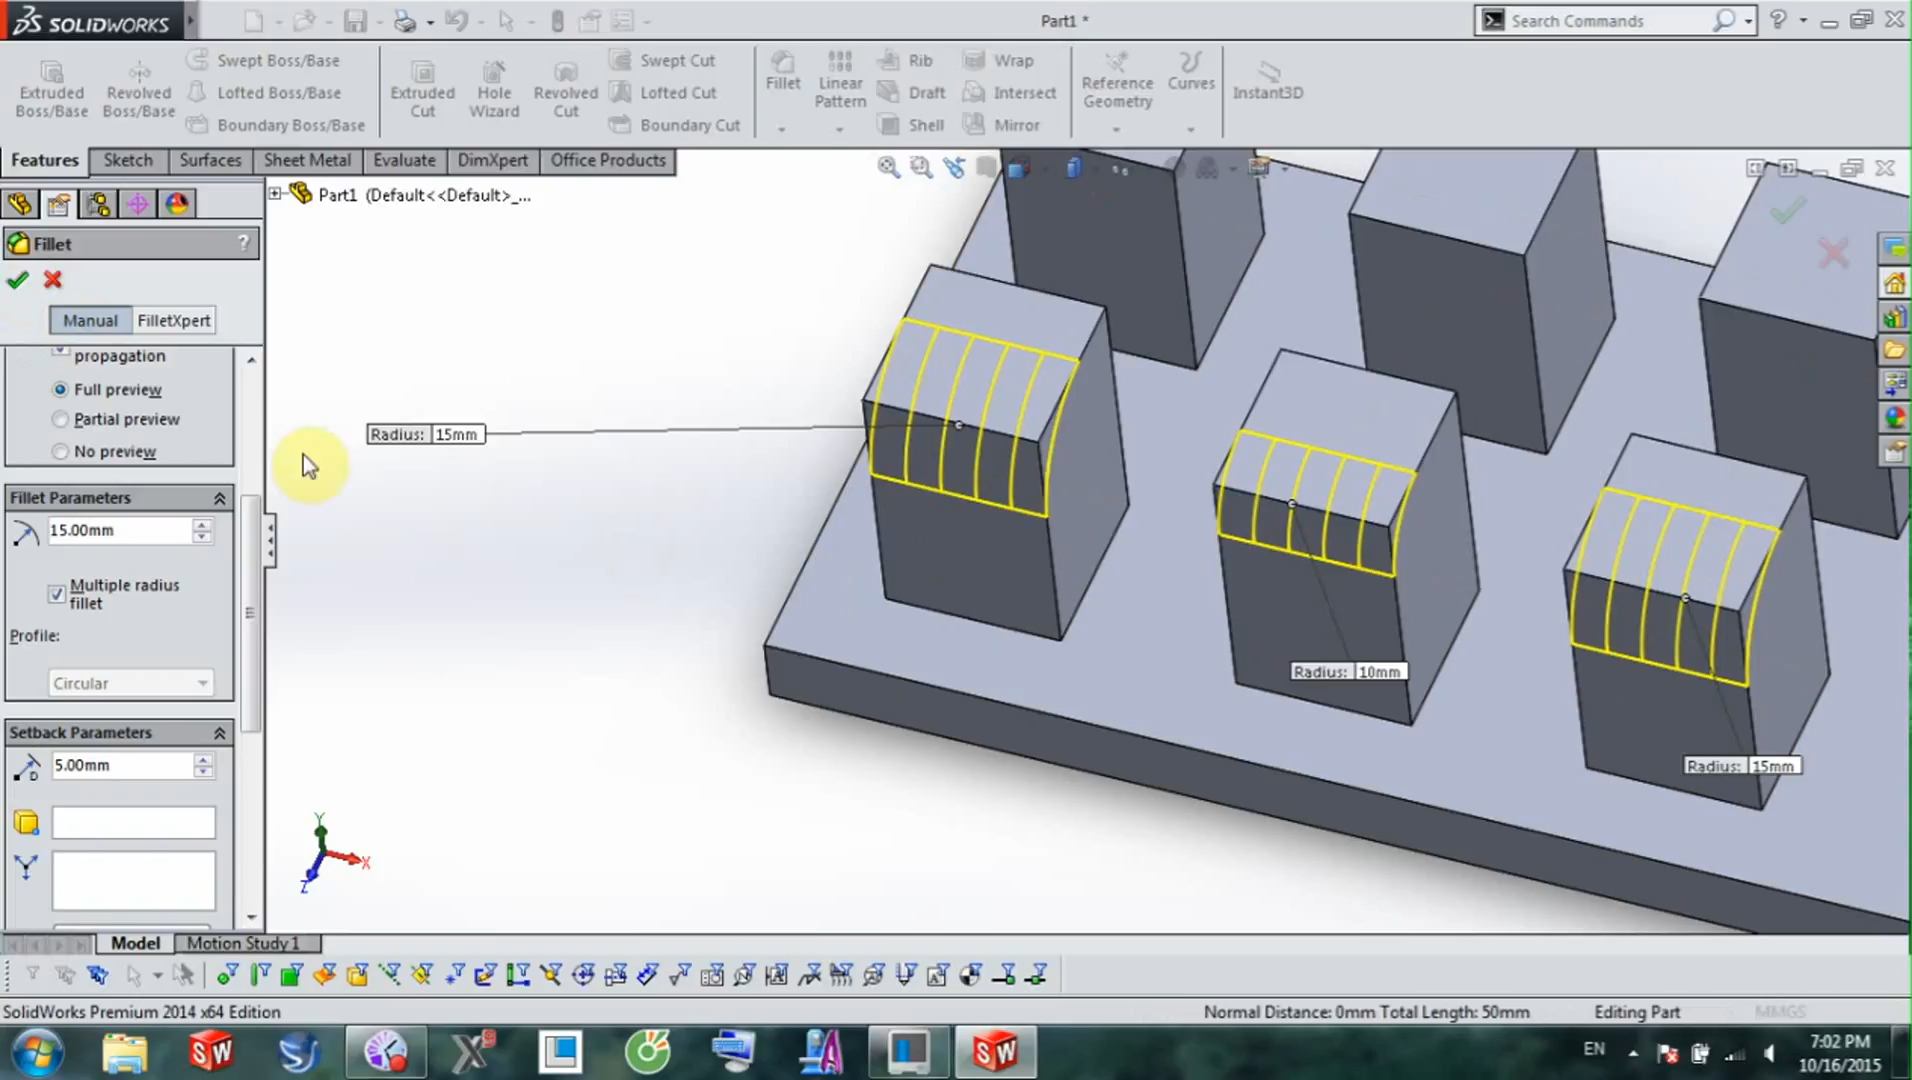 SOLIDWORKS
Part1 *
Search Commands
Extruded Boss/Base
Revolved Boss/Base
Swept Boss/Base
Lofted Boss/Base
Boundary Boss/Base
Extruded Cut
Hole Wizard
Revolved Cut
Swept Cut
Lofted Cut
Boundary Cut
Fillet
Linear Pattern
Rib
Draft
Shell
Wrap
Intersect
Mirror
Reference Geometry
Curves
Instant3D
Features
Sketch
Surfaces
Sheet Metal
Evaluate
DimXpert
Office Products
Part1 (Default<<Default>_...
Fillet
?
Manual
FilletXpert
propagation
Full preview
Partial preview
No preview
Fillet Parameters
15.00mm
Multiple radius
fillet
Profile:
Circular
Setback Parameters
5.00mm
Radius: 15mm
Radius: 10mm
Radius: 15mm
Y
X
Z
Model
Motion Study 1
SolidWorks Premium 2014 x64 Edition
Normal Distance: 0mm Total Length: 50mm
Editing Part
MMGS
EN
7:02 PM
10/16/2015